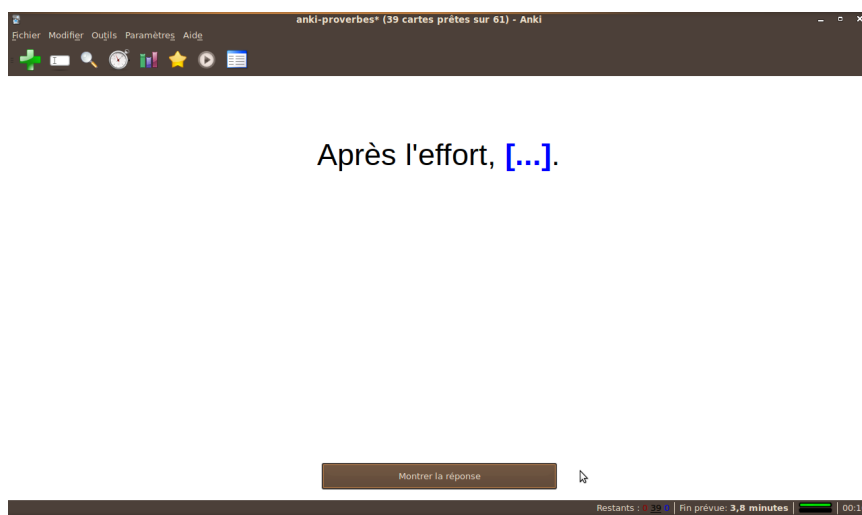 anki-proverbes* (39 cartes prêtes sur 61) - Anki
Fichier Modifier Outils Paramètres Aide
Après l'effort, [...].
Montrer la réponse
Restants : 0 39 0 Fin prévue: 3,8 minutes